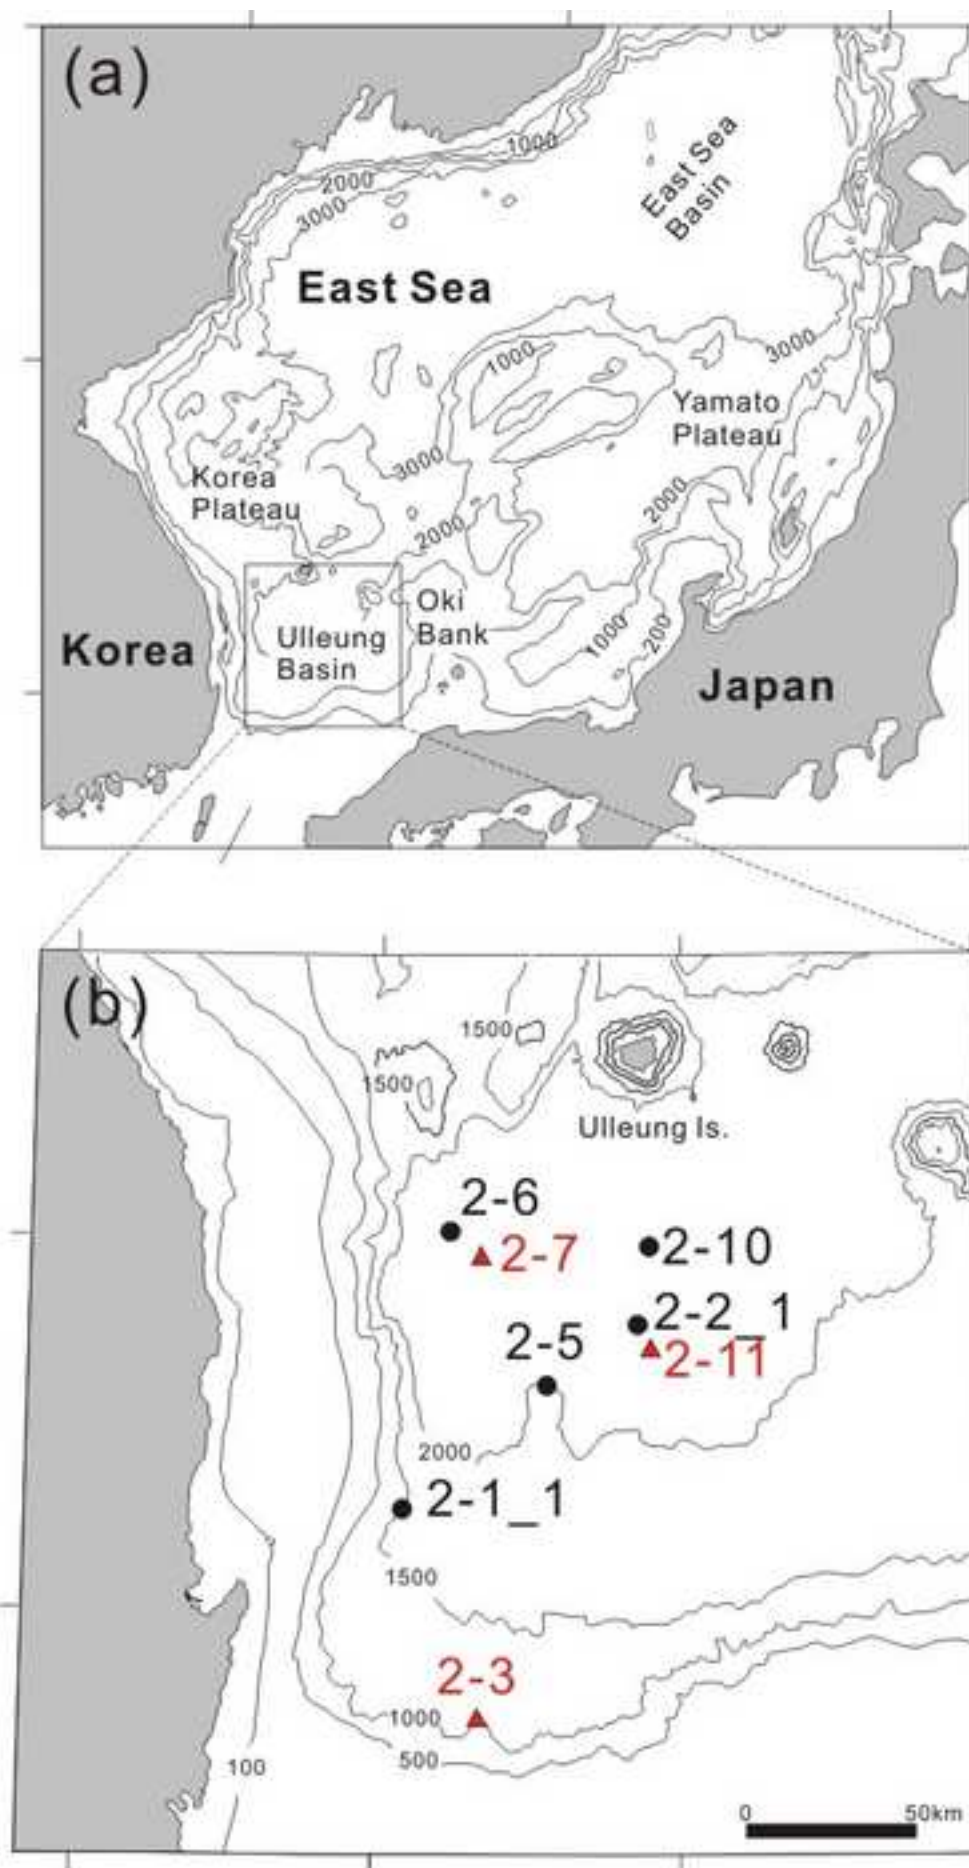 (a)
East Sea
Basin
1000
2000
3000
East Sea
1000
3000
Yamato
Plateau
3000
Korea
Plateau
2000
2000
Oki
Bank
Korea
Ulleung
Basin
1000
200
Japan
(b)
1500
1500
Ulleung Is.
2-6
2-7
2-10
2-2_1
2-5
2-11
2000
2-1_1
1500
2-3
1000
500
100
0
50km